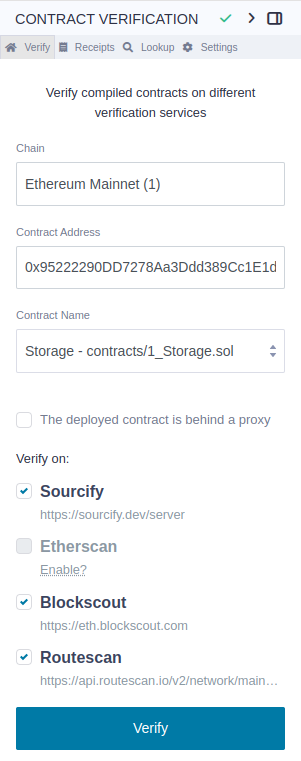 CONTRACT VERIFICATION
Verify Receipts Lookup Settings
Verify compiled contracts on different
verification services
Chain
Ethereum Mainnet (1)
Contract Address
0x95222290DD7278Aa3Ddd389Cc1E1d
Contract Name
Storage - contracts/1_Storage.sol
The deployed contract is behind a proxy
Verify on:
Sourcify
https://sourcify.dev/server
Etherscan
Enable?
Blockscout
https://eth.blockscout.com
Routescan
https://api.routescan.io/v2/network/main...
Verify